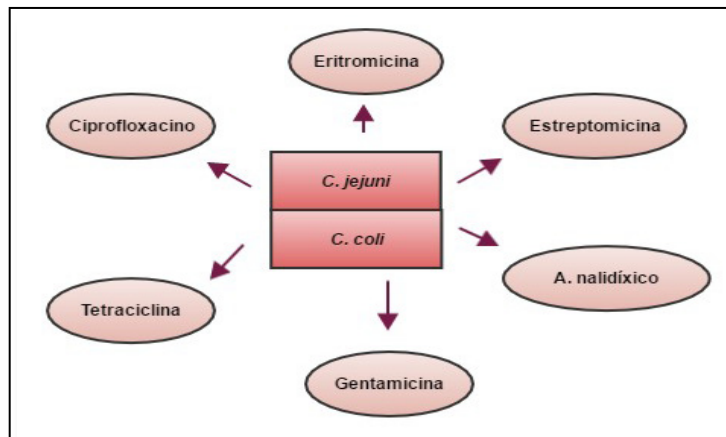 Eritromicina
Ciprofloxacino
Estreptomicina
C. jejuni
C. coli
Tetraciclina
A. nalidíxico
Gentamicina